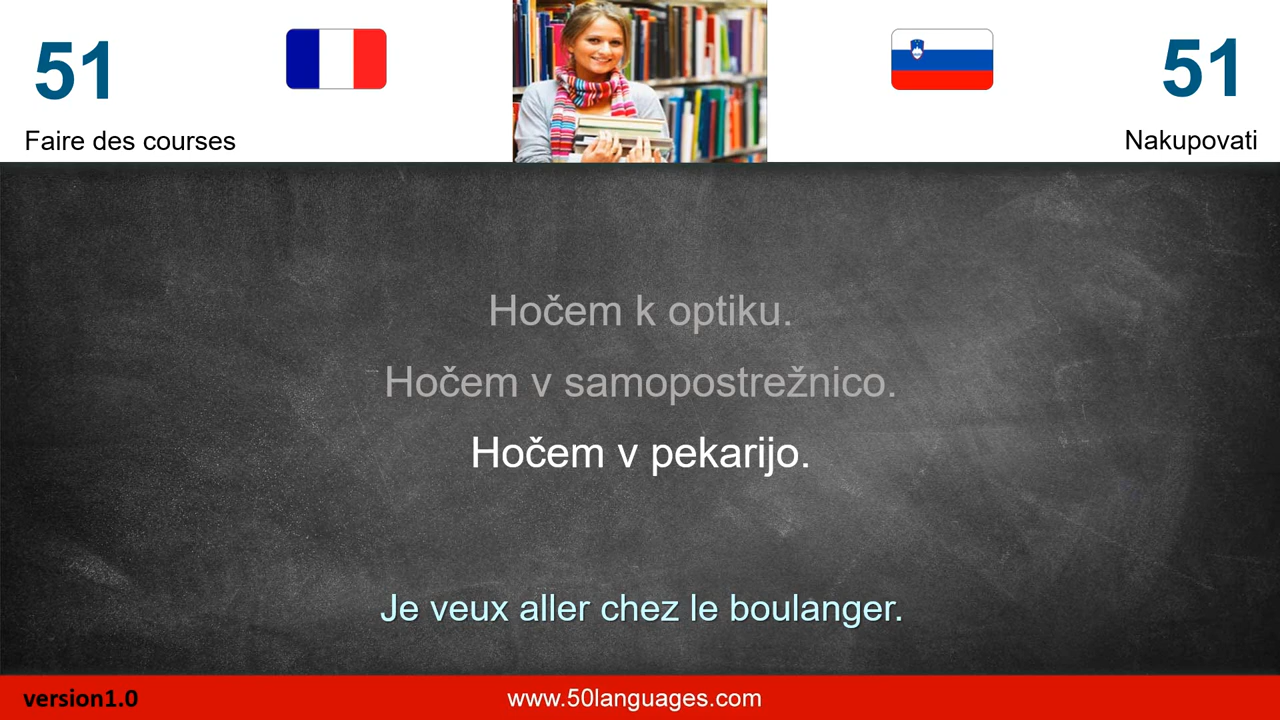 51
51
Faire des courses
Nakupovati
Hočem k optiku.
Hočem v samopostrežnico.
Hočem v pekarijo.
Je veux aller chez le boulanger.
version1.0
www.50languages.com